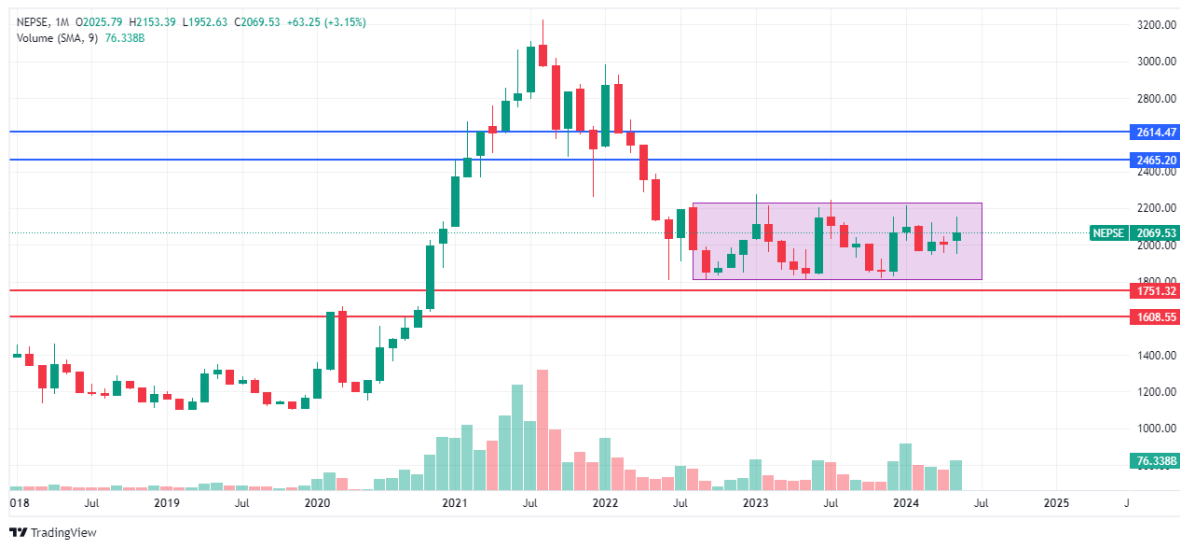 NEPSE, 1M O2025.79 H2153.39 L1952.63 C2069.53 +63.25 (+3.15%)
Volume (SMA, 9) 76.338B
3200.00
3000.00
2800.00
2614.47
2465.20
2400.00
2200.00
NEPSE 2069.53
2000.00
1800.00
1751.32
1608.55
1400.00
1200.00
1000.00
76.338B
018 Jul 2019 Jul 2020 Jul 2021 Jul 2022 Jul 2023 Jul 2024 Jul 2025 J
TradingView